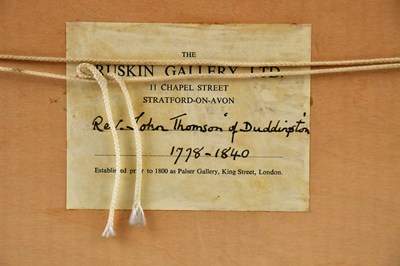 THE
RUSKIN GALLERY LTD.
11 CHAPEL STREET
STRATFORD-ON-AVON
Rev. John Thomson "of Duddingston"
1778-1840
Established prior to 1800 as Palser Gallery, King Street, London.